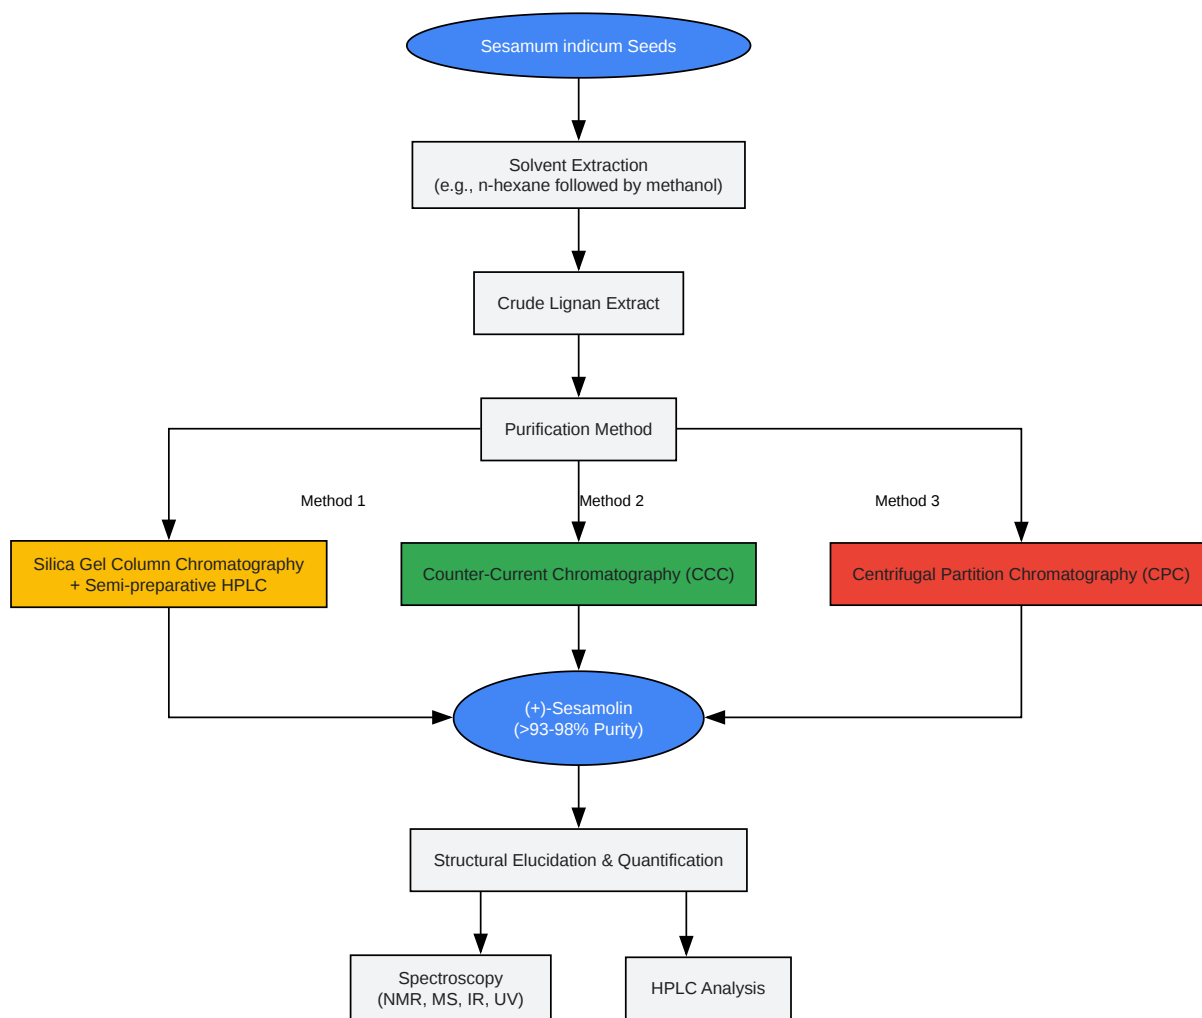 Sesamum indicum Seeds
Solvent Extraction
(e.g., n-hexane followed by methanol)
Crude Lignan Extract
Purification Method
Method 1
Method 2
Method 3
Silica Gel Column Chromatography
+ Semi-preparative HPLC
Counter-Current Chromatography (CCC)
Centrifugal Partition Chromatography (CPC)
(+)-Sesamolin
(>93-98% Purity)
Structural Elucidation & Quantification
Spectroscopy
(NMR, MS, IR, UV)
HPLC Analysis